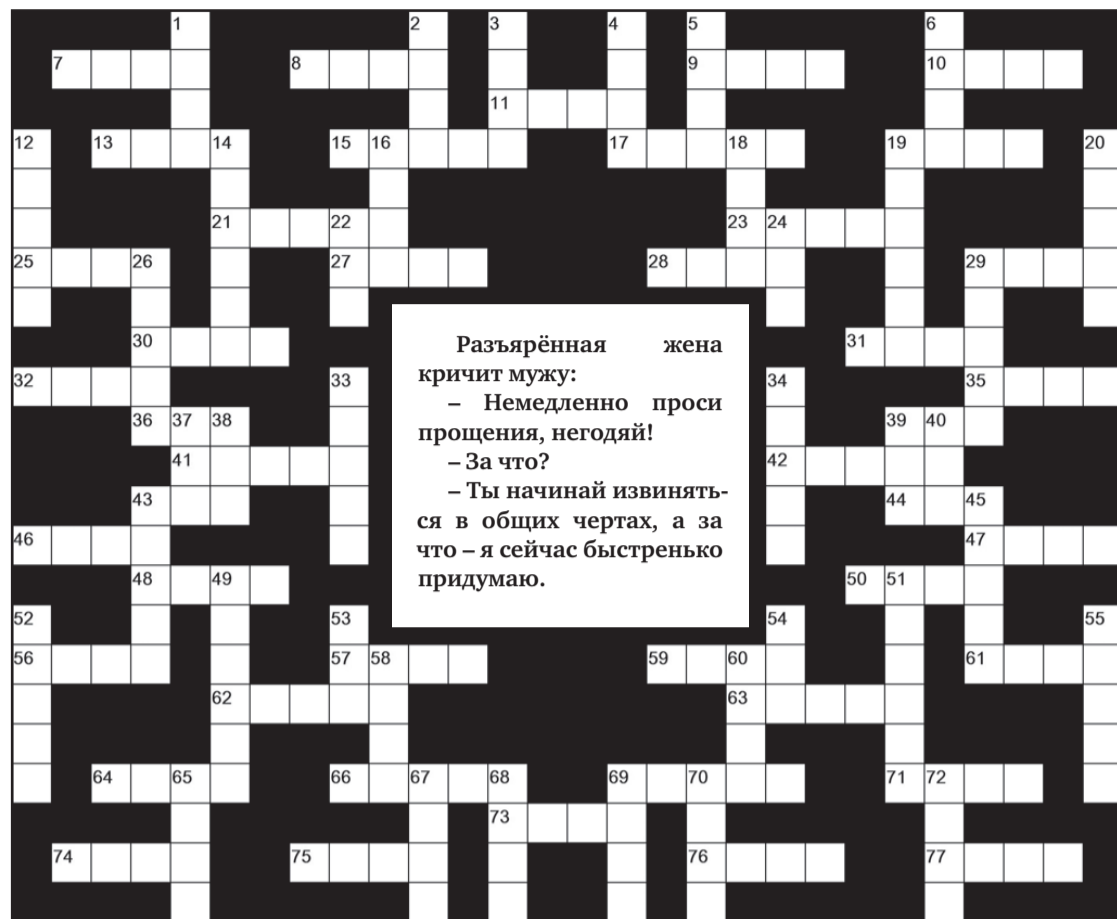 1 2 3 4 5 6
7 8 9 10
11
12 13 14 15 16 17 18 19 20
21 22 23 24
25 26 27 28 29
30 31
32 33 34 35
36 37 38 39 40
41 42
43 44 45
46 47
48 49 50 51
52 53 54 55
56 57 58 59 60 61
62 63
64 65 66 67 68 69 70 71 72
73
74 75 76 77
Разъярённая жена
кричит мужу:
– Немедленно проси
прощения, негодяй!
– За что?
– Ты начинай извинять-
ся в общих чертах, а за
что – я сейчас быстренько
придумаю.